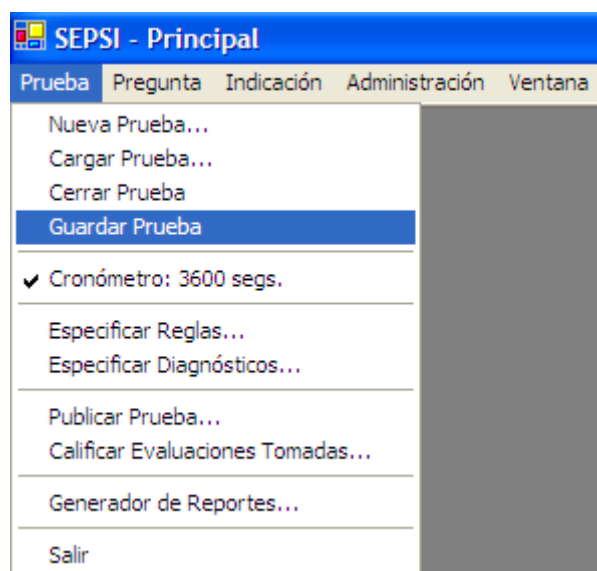 SEPSI - Principal
Prueba Pregunta Indicación Administración Ventana
Nueva Prueba...
Cargar Prueba...
Cerrar Prueba
Guardar Prueba
Cronómetro: 3600 segs.
Especificar Reglas...
Especificar Diagnósticos...
Publicar Prueba...
Calificar Evaluaciones Tomadas...
Generador de Reportes...
Salir